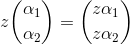 z(α₁ α₂) = (zα₁ zα₂)